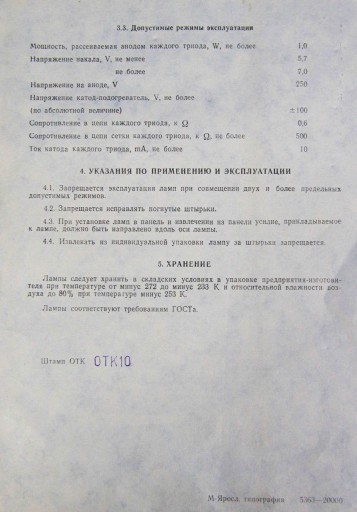 3.3. Допустимые режимы эксплуатации
Мощность, рассеиваемая анодом каждого триода, W, не более 1,0
Напряжение накала, V, не менее 5,7
не более 7,0
Напряжение на аноде, V 250
Напряжение катод-подогреватель, V, не более
(по абсолютной величине) ±100
Сопротивление в цепи каждого триода, к Ω 0,6
Сопротивление в цепи сетки каждого триода, к Ω, не более 500
Ток катода каждого триода, mA, не более 10
4. УКАЗАНИЯ ПО ПРИМЕНЕНИЮ И ЭКСПЛУАТАЦИИ
4.1. Запрещается эксплуатация ламп при совмещении двух и более предельных
допустимых режимов.
4.2. Запрещается исправлять погнутые штырьки.
4.3. При установке ламп в панель и извлечении из панели усилия, прикладываемое
к лампе, должно быть направлено вдоль оси лампы.
4.4. Извлекать из индивидуальной упаковки лампу за штырьки запрещается.
5. ХРАНЕНИЕ
Лампы следует хранить в складских условиях в упаковке предприятия-изготови-
теля при температуре от минус 272 до минус 233 К и относительной влажности воз-
духа до 80% при температуре минус 253 К.
Лампы соответствуют требованиям ГОСТа.
Штамп ОТК ОТК10
М-Яросл. типография 5363—20000